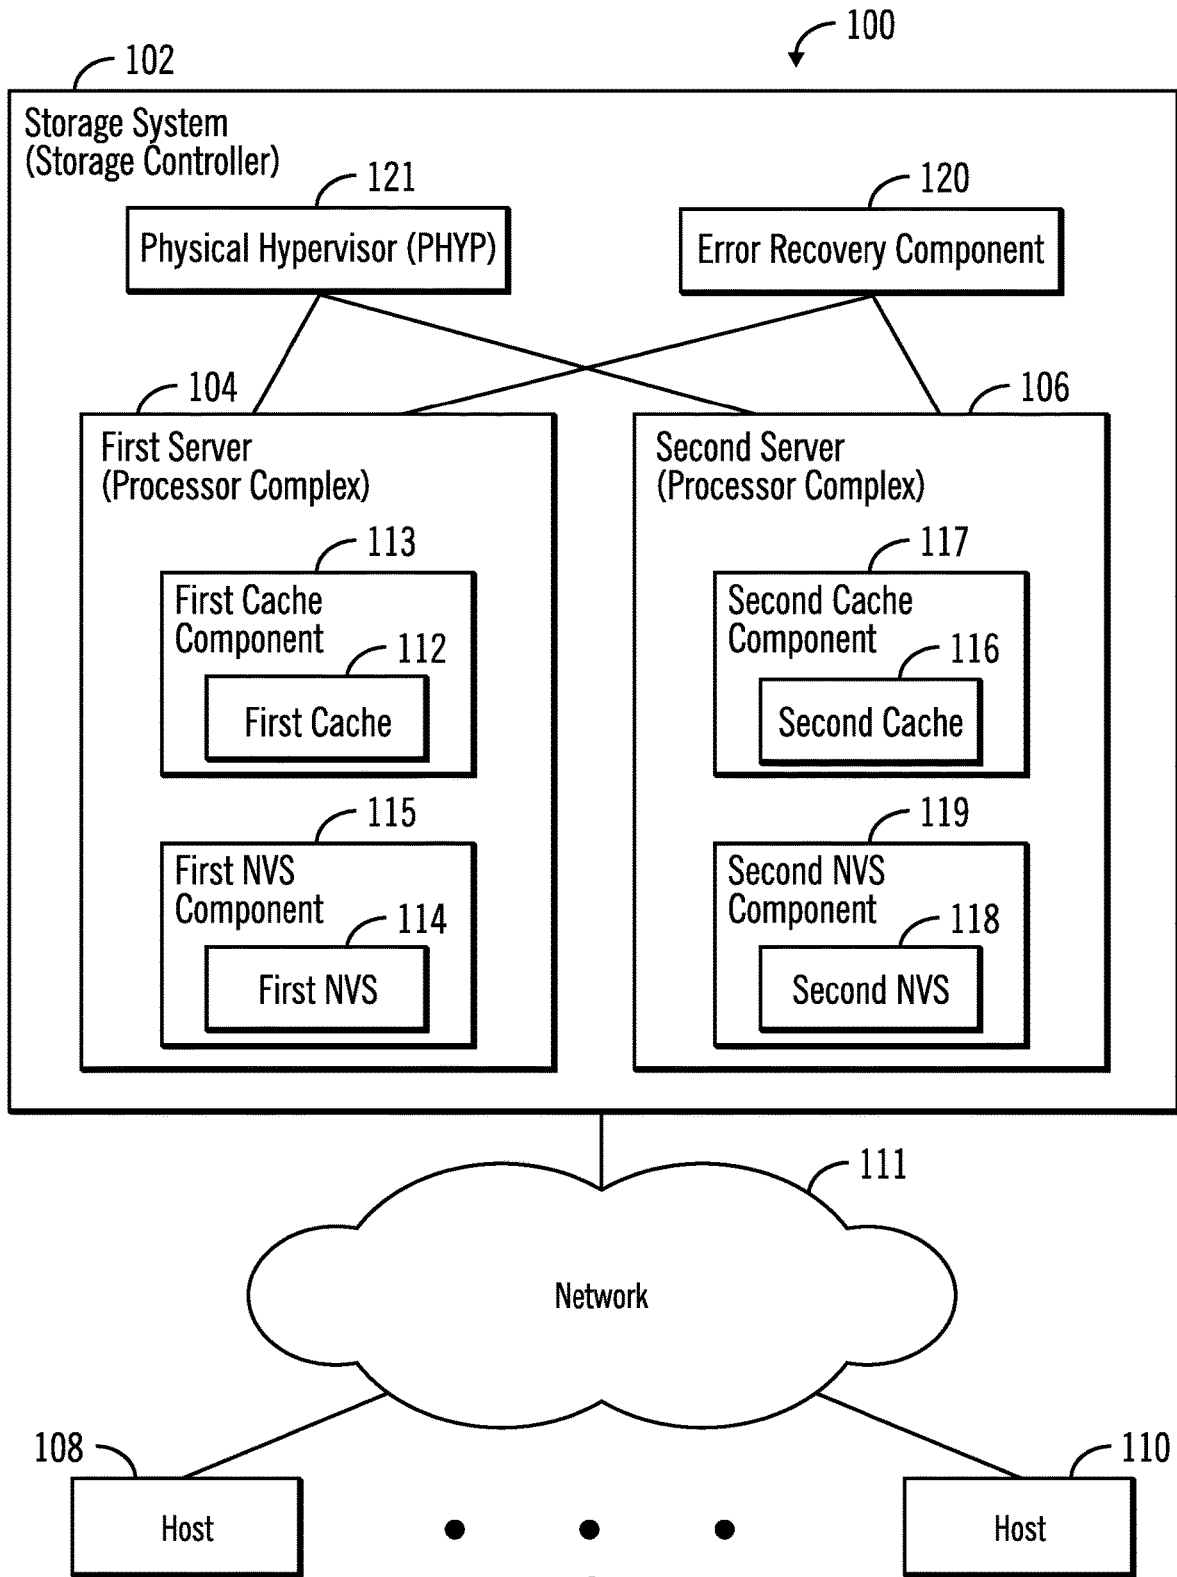 100
102
Storage System
(Storage Controller)
121
Physical Hypervisor (PHYP)
120
Error Recovery Component
104
First Server
(Processor Complex)
113
First Cache
Component
112
First Cache
115
First NVS
Component
114
First NVS
106
Second Server
(Processor Complex)
117
Second Cache
Component
116
Second Cache
119
Second NVS
Component
118
Second NVS
111
Network
108
Host
110
Host